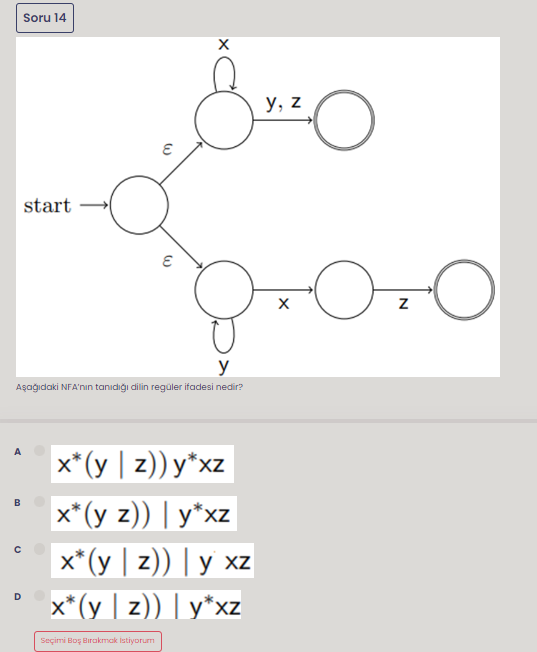 Soru 14
x
y, z
ε
start
ε
x
z
y
Aşağıdaki NFA'nın tanıdığı dilin regüler ifadesi nedir?
A
x*(y | z)) y*xz
B
x*(y z)) | y*xz
C
x*(y | z)) | y xz
D
x*(y | z)) | y*xz
Seçimi Boş Bırakmak İstiyorum